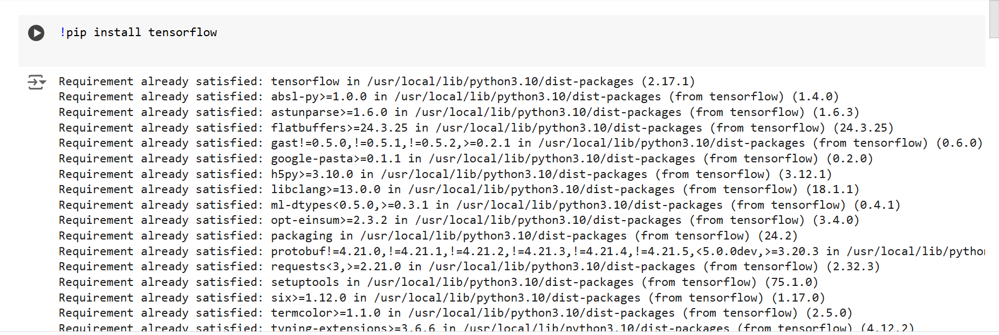 !pip install tensorflow
Requirement already satisfied: tensorflow in /usr/local/lib/python3.10/dist-packages (2.17.1)
Requirement already satisfied: absl-py>=1.0.0 in /usr/local/lib/python3.10/dist-packages (from tensorflow) (1.4.0)
Requirement already satisfied: astunparse>=1.6.0 in /usr/local/lib/python3.10/dist-packages (from tensorflow) (1.6.3)
Requirement already satisfied: flatbuffers>=24.3.25 in /usr/local/lib/python3.10/dist-packages (from tensorflow) (24.3.25)
Requirement already satisfied: gast!=0.5.0,!=0.5.1,!=0.5.2,>=0.2.1 in /usr/local/lib/python3.10/dist-packages (from tensorflow) (0.6.0)
Requirement already satisfied: google-pasta>=0.1.1 in /usr/local/lib/python3.10/dist-packages (from tensorflow) (0.2.0)
Requirement already satisfied: h5py>=3.10.0 in /usr/local/lib/python3.10/dist-packages (from tensorflow) (3.12.1)
Requirement already satisfied: libclang>=13.0.0 in /usr/local/lib/python3.10/dist-packages (from tensorflow) (18.1.1)
Requirement already satisfied: ml-dtypes<0.5.0,>=0.3.1 in /usr/local/lib/python3.10/dist-packages (from tensorflow) (0.4.1)
Requirement already satisfied: opt-einsum>=2.3.2 in /usr/local/lib/python3.10/dist-packages (from tensorflow) (3.4.0)
Requirement already satisfied: packaging in /usr/local/lib/python3.10/dist-packages (from tensorflow) (24.2)
Requirement already satisfied: protobuf!=4.21.0,!=4.21.1,!=4.21.2,!=4.21.3,!=4.21.4,!=4.21.5,<5.0.0dev,>=3.20.3 in /usr/local/lib/python
Requirement already satisfied: requests<3,>=2.21.0 in /usr/local/lib/python3.10/dist-packages (from tensorflow) (2.32.3)
Requirement already satisfied: setuptools in /usr/local/lib/python3.10/dist-packages (from tensorflow) (75.1.0)
Requirement already satisfied: six>=1.12.0 in /usr/local/lib/python3.10/dist-packages (from tensorflow) (1.17.0)
Requirement already satisfied: termcolor>=1.1.0 in /usr/local/lib/python3.10/dist-packages (from tensorflow) (2.5.0)
Requirement already satisfied: typing-extensions>=3.6.6 in /usr/local/lib/python3.10/dist-packages (from tensorflow) (4.12.2)